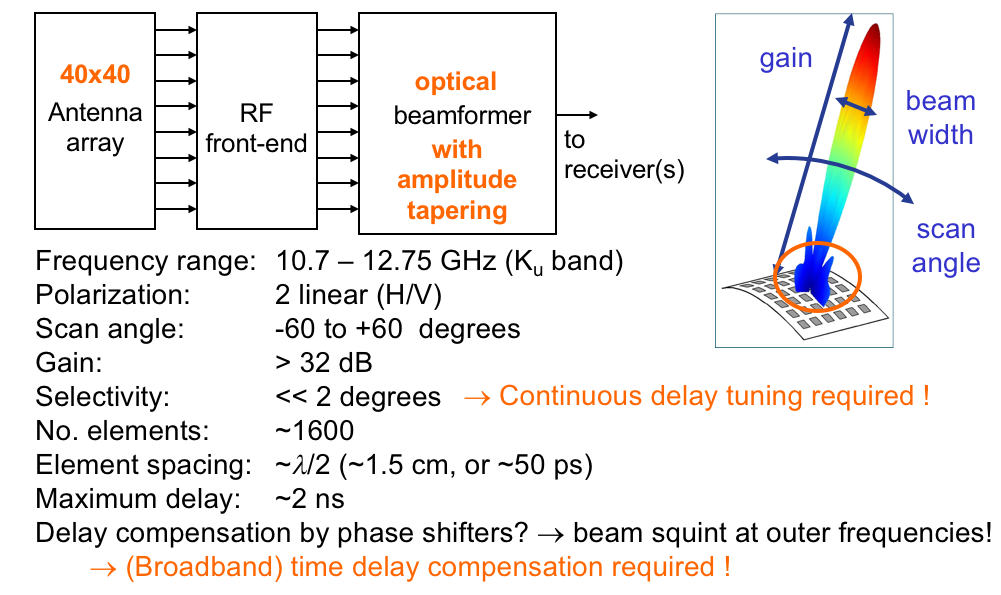 40x40
Antenna
array
RF
front-end
optical
beamformer
with
amplitude
tapering
to
receiver(s)
gain
beam
width
scan
angle
Frequency range: 10.7 – 12.75 GHz (Ku band)
Polarization: 2 linear (H/V)
Scan angle: -60 to +60 degrees
Gain: > 32 dB
Selectivity: << 2 degrees → Continuous delay tuning required !
No. elements: ~1600
Element spacing: ~λ/2 (~1.5 cm, or ~50 ps)
Maximum delay: ~2 ns
Delay compensation by phase shifters? → beam squint at outer frequencies!
→ (Broadband) time delay compensation required !